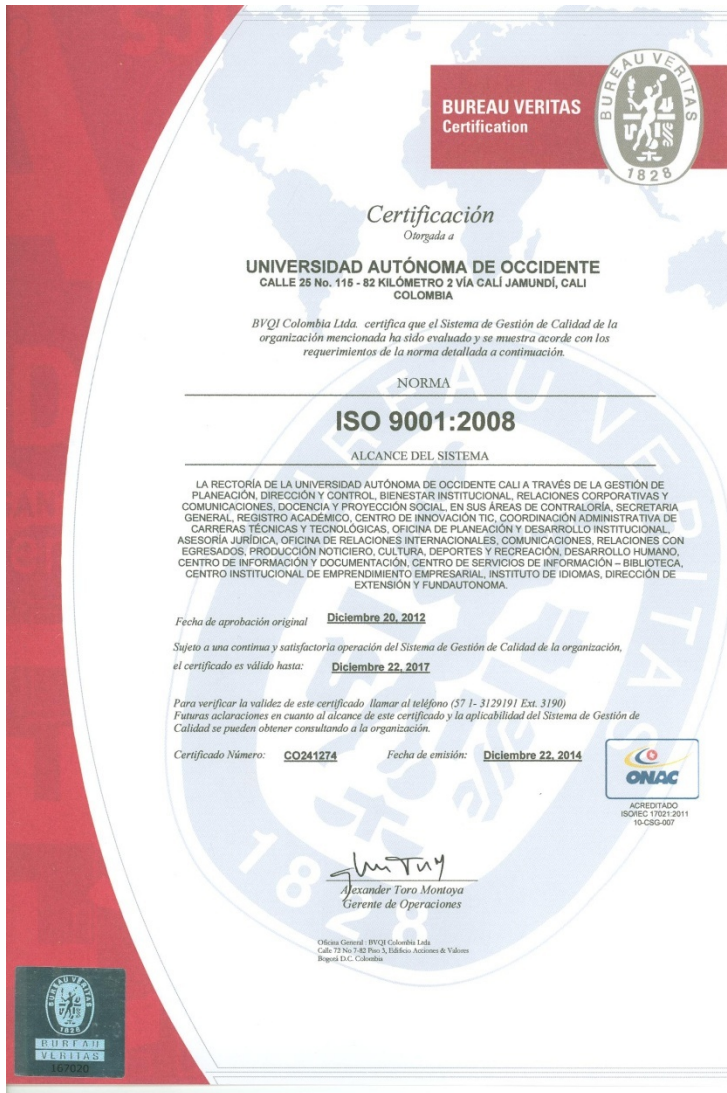 BUREAU VERITAS
Certification
BUREAU VERITAS
1828
Certificación
Otorgada a
UNIVERSIDAD AUTÓNOMA DE OCCIDENTE
CALLE 25 No. 115 - 82 KILÓMETRO 2 VÍA CALÍ JAMUNDÍ, CALI
COLOMBIA
BVQI Colombia Ltda. certifica que el Sistema de Gestión de Calidad de la
organización mencionada ha sido evaluado y se muestra acorde con los
requerimientos de la norma detallada a continuación.
NORMA
ISO 9001:2008
ALCANCE DEL SISTEMA
LA RECTORÍA DE LA UNIVERSIDAD AUTÓNOMA DE OCCIDENTE CALI A TRAVÉS DE LA GESTIÓN DE
PLANEACIÓN, DIRECCIÓN Y CONTROL, BIENESTAR INSTITUCIONAL, RELACIONES CORPORATIVAS Y
COMUNICACIONES, DOCENCIA Y PROYECCIÓN SOCIAL, EN SUS ÁREAS DE CONTRALORÍA, SECRETARIA
GENERAL, REGISTRO ACADÉMICO, CENTRO DE INNOVACIÓN TIC, COORDINACIÓN ADMINISTRATIVA DE
CARRERAS TÉCNICAS Y TECNOLÓGICAS, OFICINA DE PLANEACIÓN Y DESARROLLO INSTITUCIONAL,
ASESORÍA JURÍDICA, OFICINA DE RELACIONES INTERNACIONALES, COMUNICACIONES, RELACIONES CON
EGRESADOS, PRODUCCIÓN NOTICIERO, CULTURA, DEPORTES Y RECREACIÓN, DESARROLLO HUMANO,
CENTRO DE INFORMACIÓN Y DOCUMENTACIÓN, CENTRO DE SERVICIOS DE INFORMACIÓN – BIBLIOTECA,
CENTRO INSTITUCIONAL DE EMPRENDIMIENTO EMPRESARIAL, INSTITUTO DE IDIOMAS, DIRECCIÓN DE
EXTENSIÓN Y FUNDAUTONOMA.
Fecha de aprobación original Diciembre 20, 2012
Sujeto a una continua y satisfactoria operación del Sistema de Gestión de Calidad de la organización,
el certificado es válido hasta: Diciembre 22, 2017
Para verificar la validez de este certificado llamar al teléfono (57 1- 3129191 Ext. 3190)
Futuras aclaraciones en cuanto al alcance de este certificado y la aplicabilidad del Sistema de Gestión de
Calidad se pueden obtener consultando a la organización.
Certificado Número: CO241274 Fecha de emisión: Diciembre 22, 2014
ONAC
ACREDITADO
ISO/IEC 17021:2011
10-CSG-007
Alexander Toro Montoya
Gerente de Operaciones
Oficina General : BVQI Colombia Ltda
Calle 72 No 7-82 Piso 3, Edificio Acciones & Valores
Bogotá D.C. Colombia
BUREAU VERITAS
1828
BUREAU
VERITAS
167020